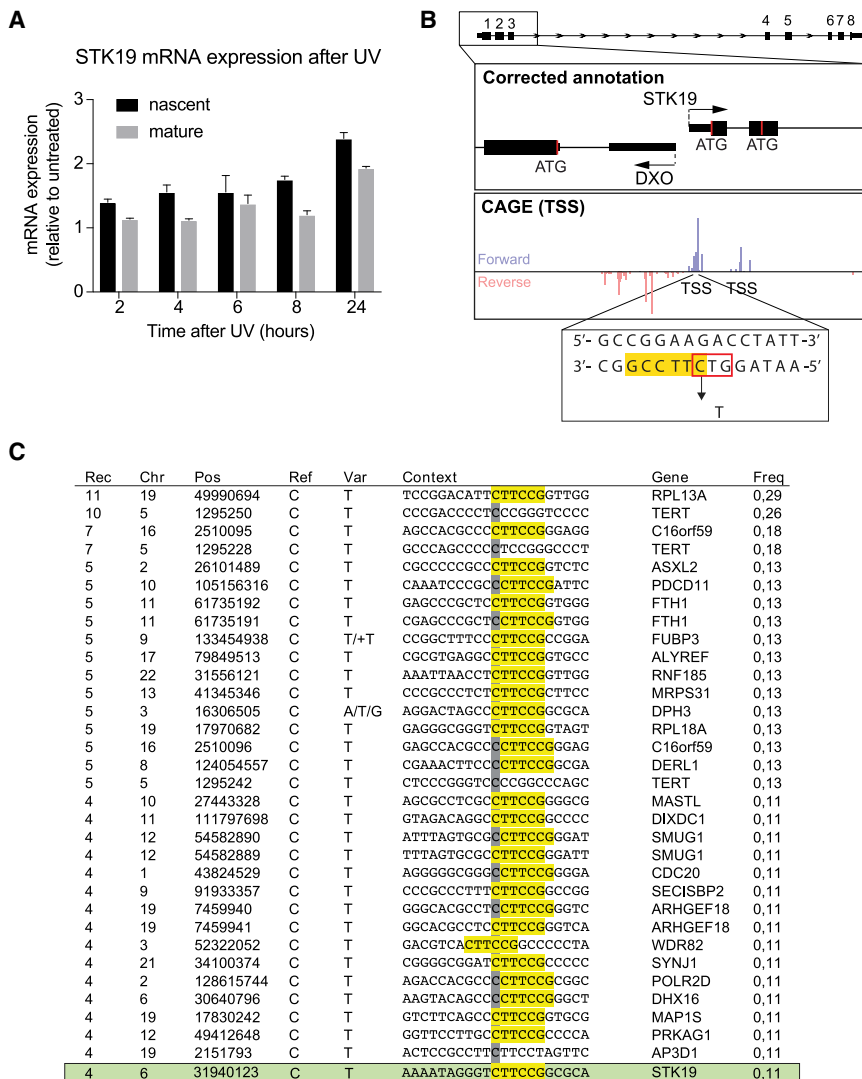 A
STK19 mRNA expression after UV
nascent
mature
mRNA expression
(relative to untreated)
3
2
1
0
2 4 6 8 24
Time after UV (hours)
B
1 2 3 4 5 6 7 8
Corrected annotation
STK19
ATG ATG ATG
DXO
CAGE (TSS)
Forward
Reverse
TSS TSS
5’- G C C G G A A G A C C T A T T -3’
3’- C G G C C T T C T G G A T A A -5’
T
C
Rec Chr Pos Ref Var Context Gene Freq
11 19 49990694 C T TCCGGACATTCTTCCGGTTGG RPL13A 0,29
10 5 1295250 C T CCCGACCCCTCCCGGGTCCCC TERT 0,26
7 16 2510095 C T AGCCACGCCCCTTCCGGGAGG C16orf59 0,18
7 5 1295228 C T GCCCAGCCCCCTCCGGGCCCT TERT 0,18
5 2 26101489 C T CGCCCCCGCCCTTCCGGTCTC ASXL2 0,13
5 10 105156316 C T CAAATCCCGCCCTTCCGATTC PDCD11 0,13
5 11 61735192 C T GAGCCCGCTCCTTCCGGTGGG FTH1 0,13
5 11 61735191 C T CGAGCCCGCTCCTTCCGGTGG FTH1 0,13
5 9 133454938 C T/+T CCGGCTTTCCCTTCCGCCGGA FUBP3 0,13
5 17 79849513 C T CGCGTGAGGCCTTCCGGTGCC ALYREF 0,13
5 22 31556121 C T AAATTAACCTCTTCCGGTTGG RNF185 0,13
5 13 41345346 C T CCCGCCCTCTCTTCCGCTTCC MRPS31 0,13
5 3 16306505 C A/T/G AGGACTAGCCCTTCCGGCGCA DPH3 0,13
5 19 17970682 C T GAGGGCGGGTCTTCCGGTAGT RPL18A 0,13
5 16 2510096 C T GAGCCACGCCCCTTCCGGGAG C16orf59 0,13
5 8 124054557 C T CGAAACTTCCCCTTCCGGCGA DERL1 0,13
5 5 1295242 C T CTCCCGGGTCCCCGGCCCAGC TERT 0,13
4 10 27443328 C T AGCGCCTCGCCTTCCGGGGCG MASTL 0,11
4 11 111797698 C T GTAGACAGGCCTTCCGGCCCC DIXDC1 0,11
4 12 54582890 C T ATTTAGTGCGCCTTCCGGGAT SMUG1 0,11
4 12 54582889 C T TTTAGTGCGCCTTCCGGGATT SMUG1 0,11
4 1 43824529 C T AGGGGGCGGGCCTTCCGGGGA CDC20 0,11
4 9 91933357 C T CCCGCCCTTTCTTCCGGCCGG SECISBP2 0,11
4 19 7459940 C T GGGCACGCCTCCTTCCGGGTC ARHGEF18 0,11
4 19 7459941 C T GGCACGCCTCCTTCCGGGTCA ARHGEF18 0,11
4 3 52322052 C T GACGTCACTTCCGGCCCCCTA WDR82 0,11
4 21 34100374 C T CGGGGCGGATCTTCCGCCCCC SYNJ1 0,11
4 2 128615744 C T AGACCACGCCCCTTCCGCGGC POLR2D 0,11
4 6 30640796 C T AAGTACAGCCCCTTCCGGGCT DHX16 0,11
4 19 17830242 C T GTCTTCAGCCCTTCCGGTGCG MAP1S 0,11
4 12 49412648 C T GGTTCCTTGCCTTCCGCCCCA PRKAG1 0,11
4 19 2151793 C T ACTCCGCCTTCTTCCTAGTTC AP3D1 0,11
4 6 31940123 C T AAAATAGGGTCTTCCGGCGCA STK19 0,11